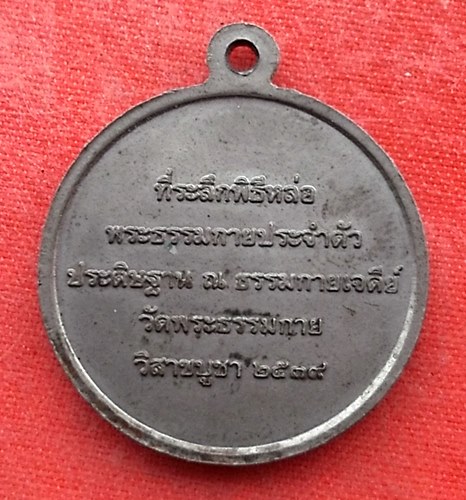 ที่ระลึกพิธีหล่อ
พระธรรมกายประจำตัว
ประดิษฐาน ณ ธรรมกายเจดีย์
วัดพระธรรมกาย
วิสาขบูชา ๒๕๓๙